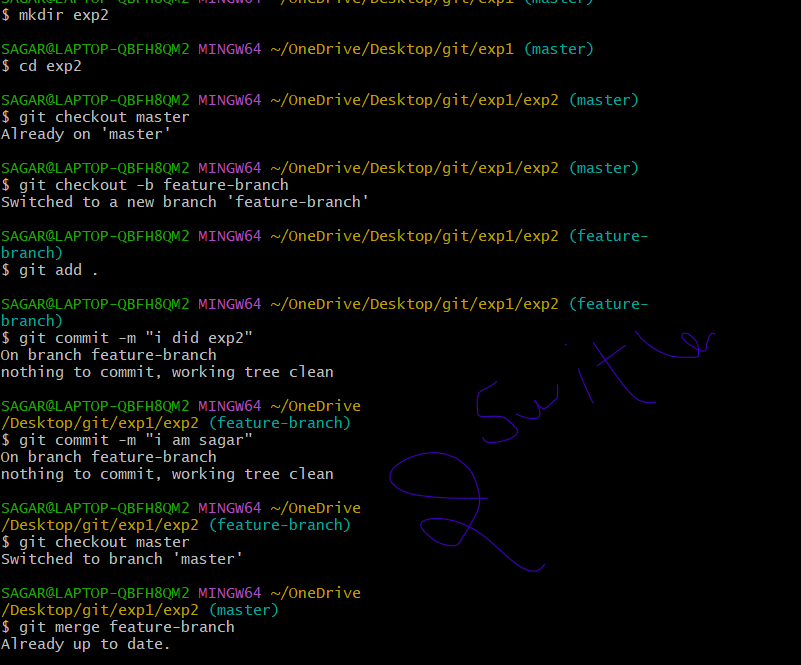 SAGAR@LAPTOP-QBFH8QM2 MINGW64 ~/OneDrive/Desktop/git/exp1 (master)
$ mkdir exp2
SAGAR@LAPTOP-QBFH8QM2 MINGW64 ~/OneDrive/Desktop/git/exp1 (master)
$ cd exp2
SAGAR@LAPTOP-QBFH8QM2 MINGW64 ~/OneDrive/Desktop/git/exp1/exp2 (master)
$ git checkout master
Already on 'master'
SAGAR@LAPTOP-QBFH8QM2 MINGW64 ~/OneDrive/Desktop/git/exp1/exp2 (master)
$ git checkout -b feature-branch
Switched to a new branch 'feature-branch'
SAGAR@LAPTOP-QBFH8QM2 MINGW64 ~/OneDrive/Desktop/git/exp1/exp2 (feature-
branch)
$ git add .
SAGAR@LAPTOP-QBFH8QM2 MINGW64 ~/OneDrive/Desktop/git/exp1/exp2 (feature-
branch)
$ git commit -m "i did exp2"
On branch feature-branch
nothing to commit, working tree clean
SAGAR@LAPTOP-QBFH8QM2 MINGW64 ~/OneDrive
/Desktop/git/exp1/exp2 (feature-branch)
$ git commit -m "i am sagar"
On branch feature-branch
nothing to commit, working tree clean
SAGAR@LAPTOP-QBFH8QM2 MINGW64 ~/OneDrive
/Desktop/git/exp1/exp2 (feature-branch)
$ git checkout master
Switched to branch 'master'
SAGAR@LAPTOP-QBFH8QM2 MINGW64 ~/OneDrive
/Desktop/git/exp1/exp2 (master)
$ git merge feature-branch
Already up to date.